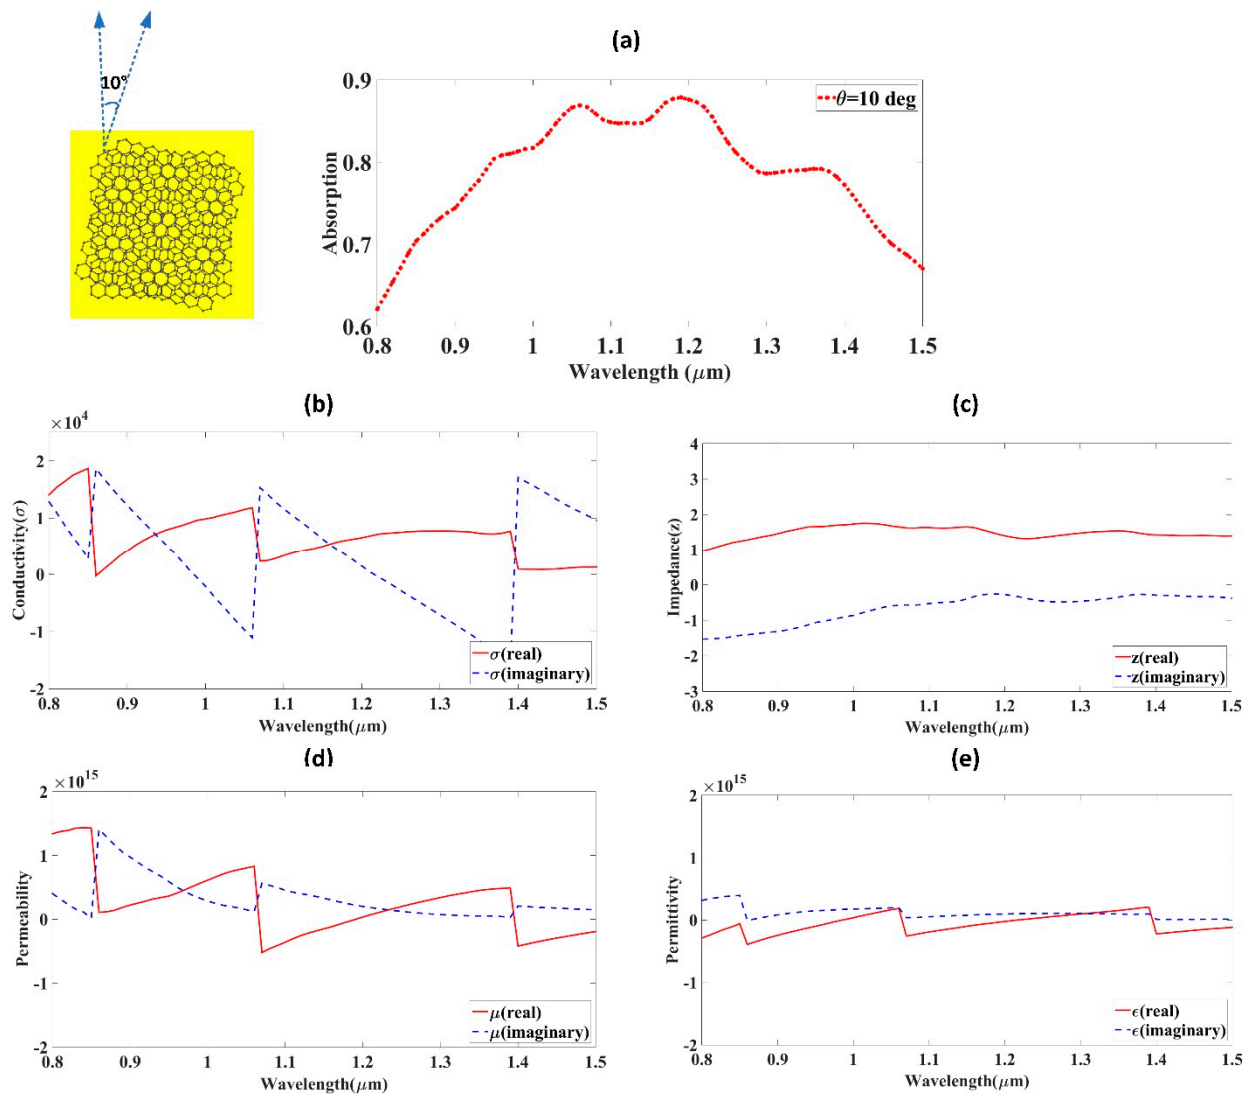 10°
(a)
0.9
0.8
0.7
0.6
Absorption
θ=10 deg
0.8 0.9 1 1.1 1.2 1.3 1.4 1.5
Wavelength (μm)
(b)
×10⁴
2
1
0
-1
-2
Conductivity(σ)
σ(real)
σ(imaginary)
0.8 0.9 1 1.1 1.2 1.3 1.4 1.5
Wavelength(μm)
(c)
4
3
2
1
0
-1
-2
-3
Impedance(z)
z(real)
z(imaginary)
0.8 0.9 1 1.1 1.2 1.3 1.4 1.5
Wavelength(μm)
(d)
×10¹⁵
2
1
0
-1
-2
Permeability
μ(real)
μ(imaginary)
0.8 0.9 1 1.1 1.2 1.3 1.4 1.5
Wavelength(μm)
(e)
×10¹⁵
2
1
0
-1
-2
Permittivity
ϵ(real)
ϵ(imaginary)
0.8 0.9 1 1.1 1.2 1.3 1.4 1.5
Wavelength(μm)